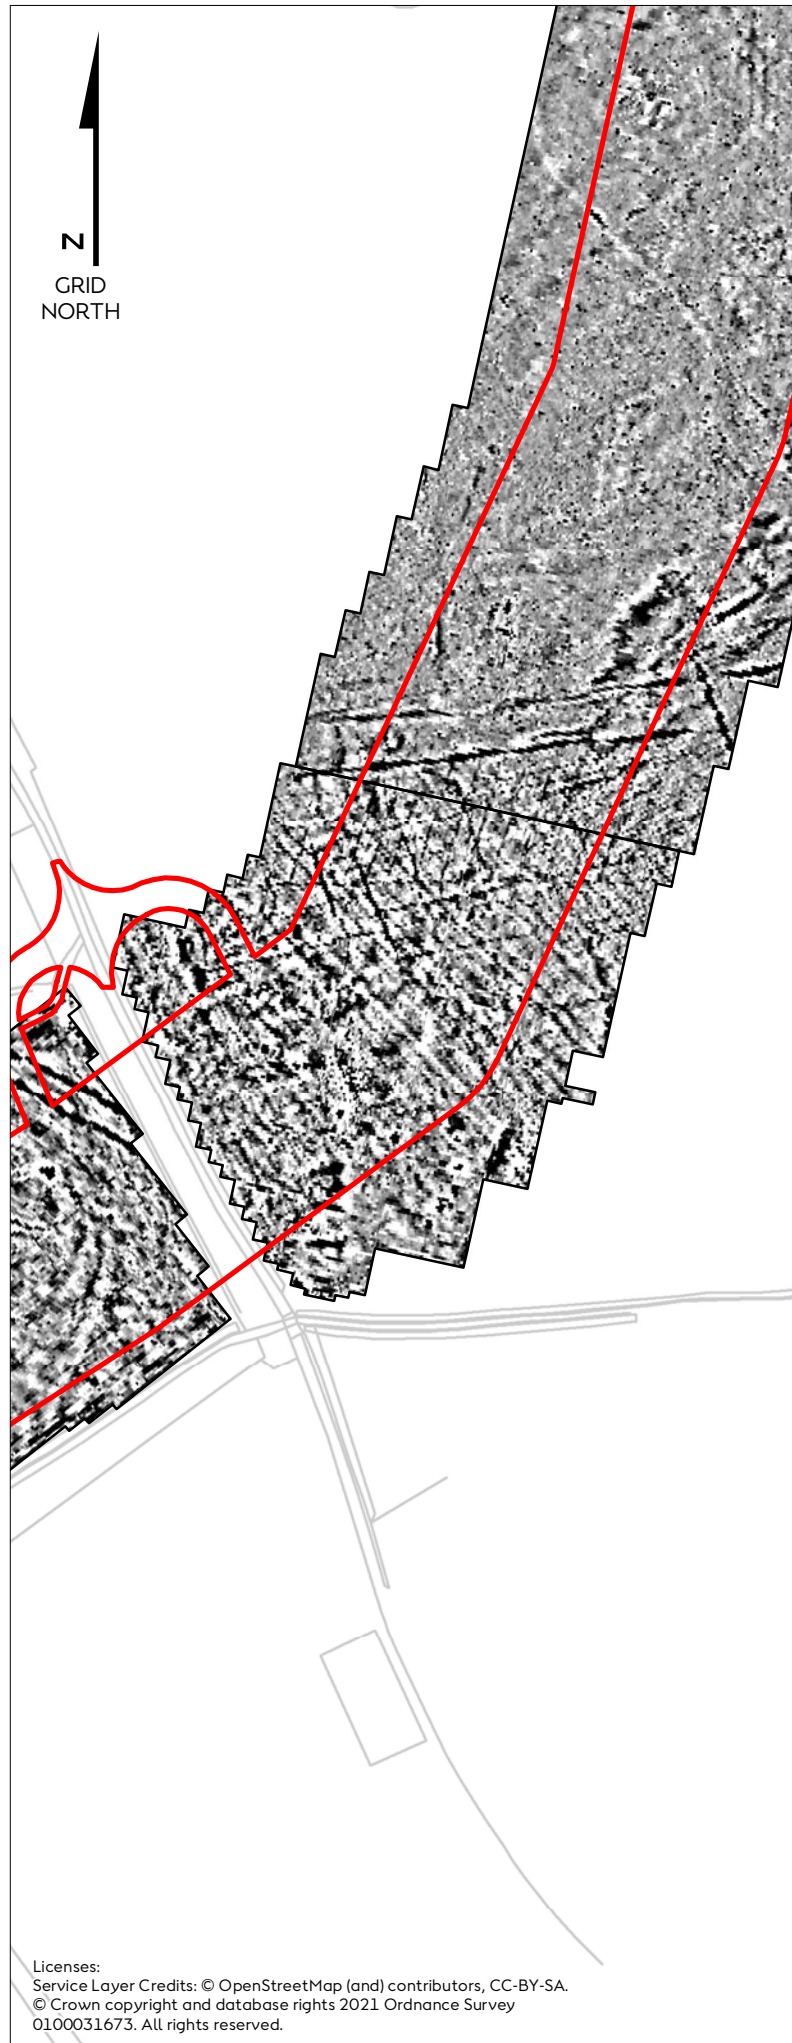 N
GRID
NORTH
Licenses:
Service Layer Credits: © OpenStreetMap (and) contributors, CC-BY-SA.
© Crown copyright and database rights 2021 Ordnance Survey
0100031673. All rights reserved.